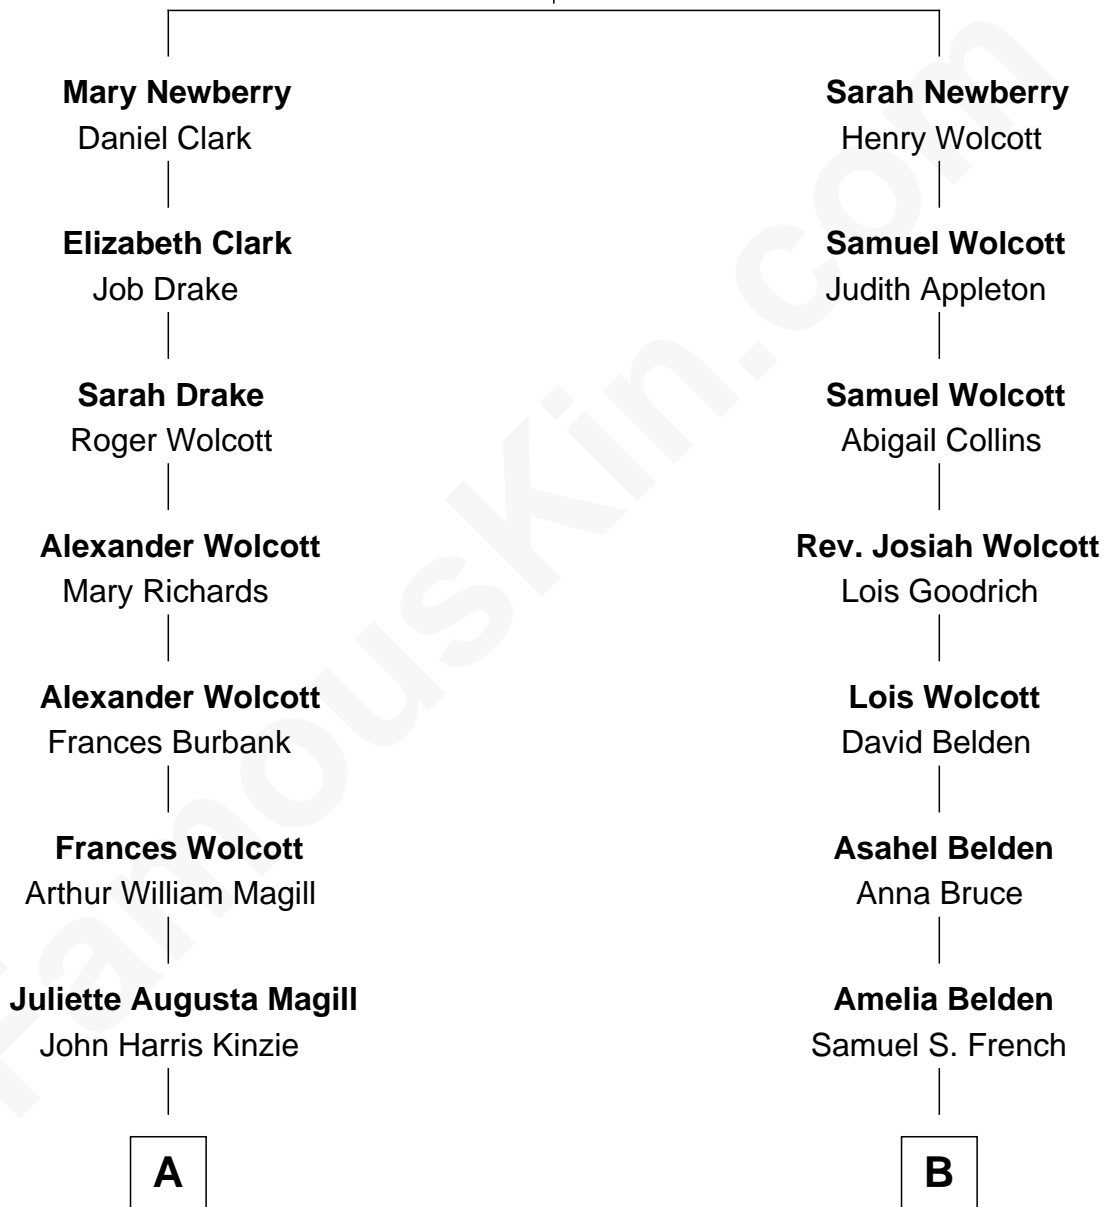 Mary Newberry
Daniel Clark
Elizabeth Clark
Job Drake
Sarah Drake
Roger Wolcott
Alexander Wolcott
Mary Richards
Alexander Wolcott
Frances Burbank
Frances Wolcott
Arthur William Magill
Juliette Augusta Magill
John Harris Kinzie
A
Sarah Newberry
Henry Wolcott
Samuel Wolcott
Judith Appleton
Samuel Wolcott
Abigail Collins
Rev. Josiah Wolcott
Lois Goodrich
Lois Wolcott
David Belden
Asahel Belden
Anna Bruce
Amelia Belden
Samuel S. French
B
FamousKin.com